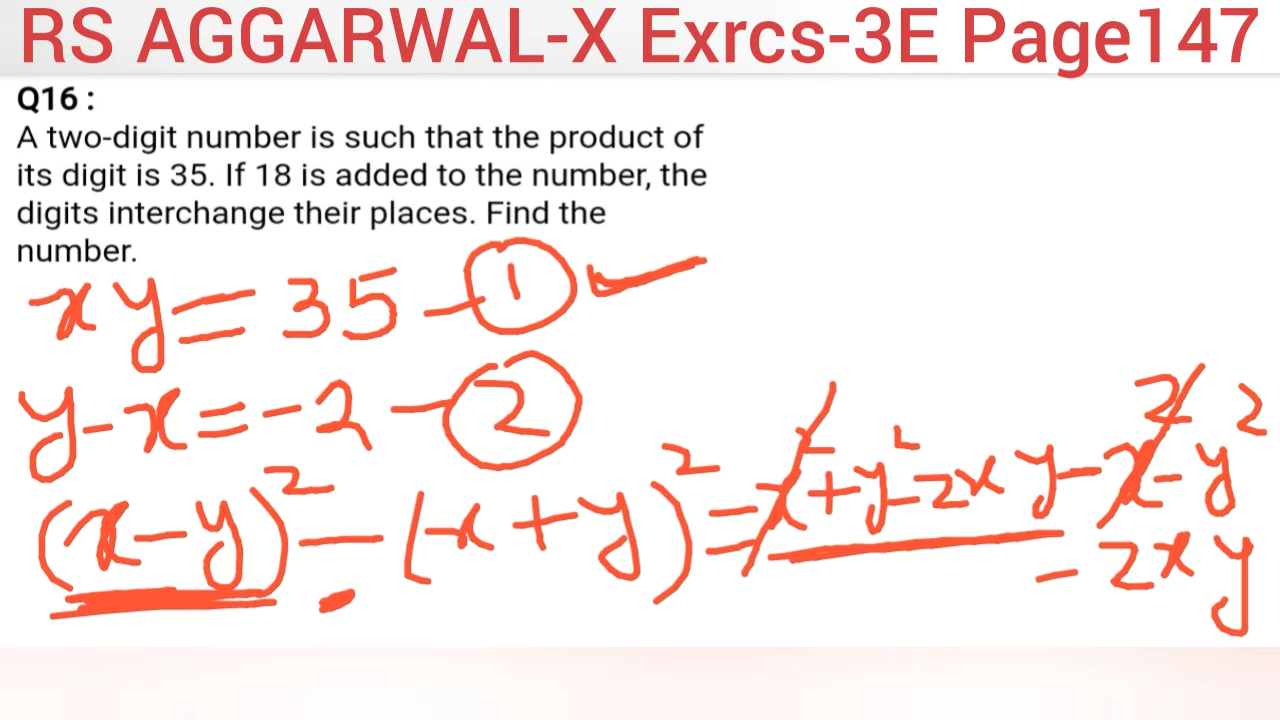 RS AGGARWAL-X Exrcs-3E Page147
Q16 :
A two-digit number is such that the product of
its digit is 35. If 18 is added to the number, the
digits interchange their places. Find the
number.
xy = 35 - ①
y - x = -2 - ②
(x - y)² - (x + y)² = x² + y² - 2xy - x² - y²
- 2xy